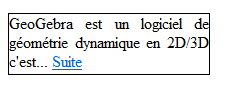 GeoGebra est un logiciel de
géométrie dynamique en 2D/3D
c'est... Suite